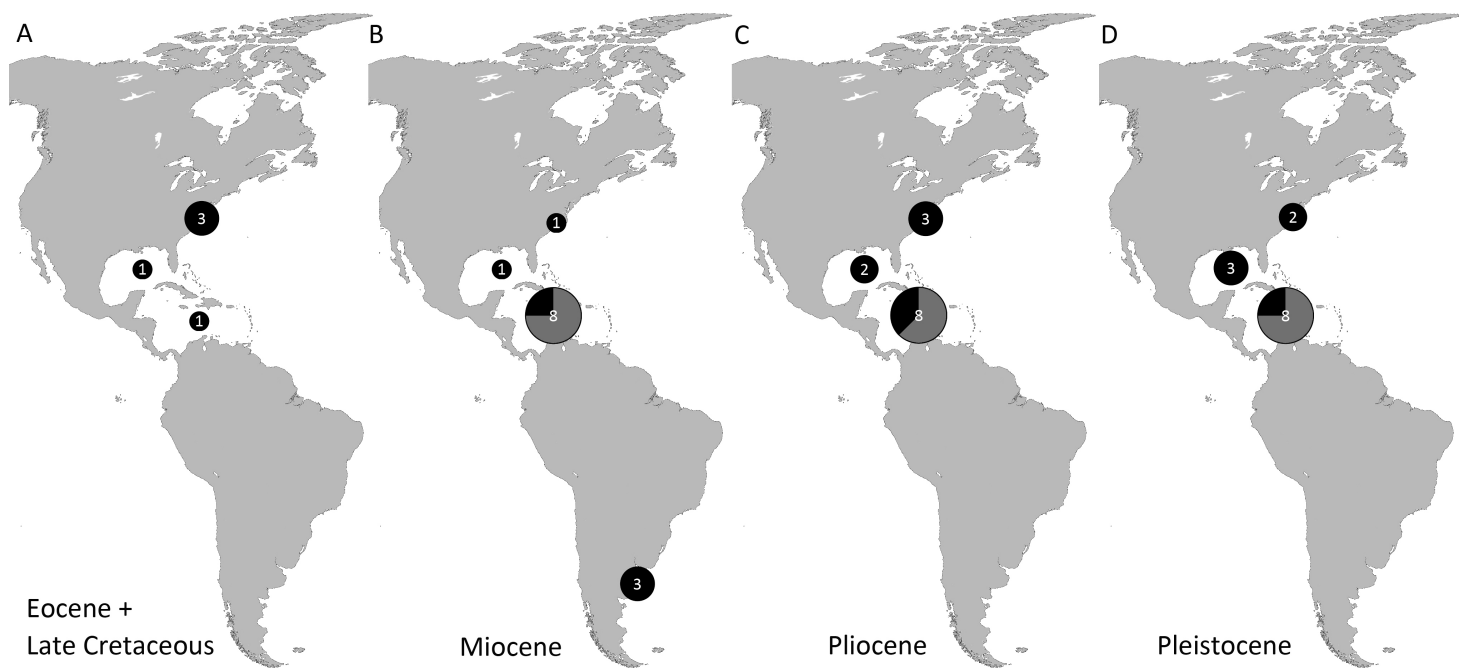 A
B
C
D
3
1
1
1
1
8
3
3
2
8
2
3
8
Eocene +
Late Cretaceous
Miocene
Pliocene
Pleistocene